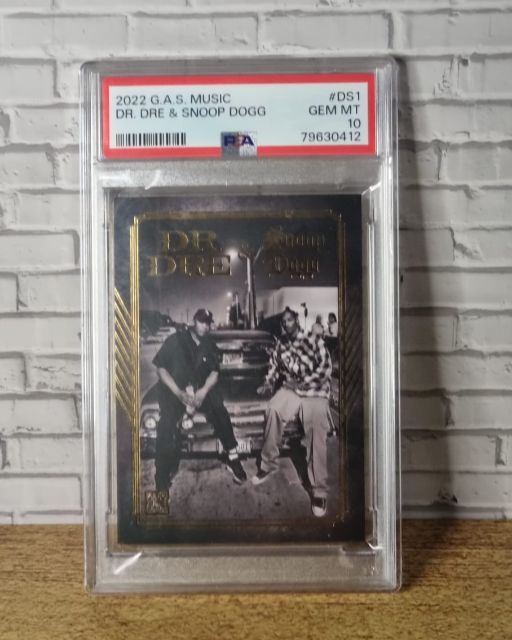 2022 G.A.S. MUSIC #DS1
DR. DRE & SNOOP DOGG GEM MT
10
PSA 79630412
DR. DRE
Snoop Dogg